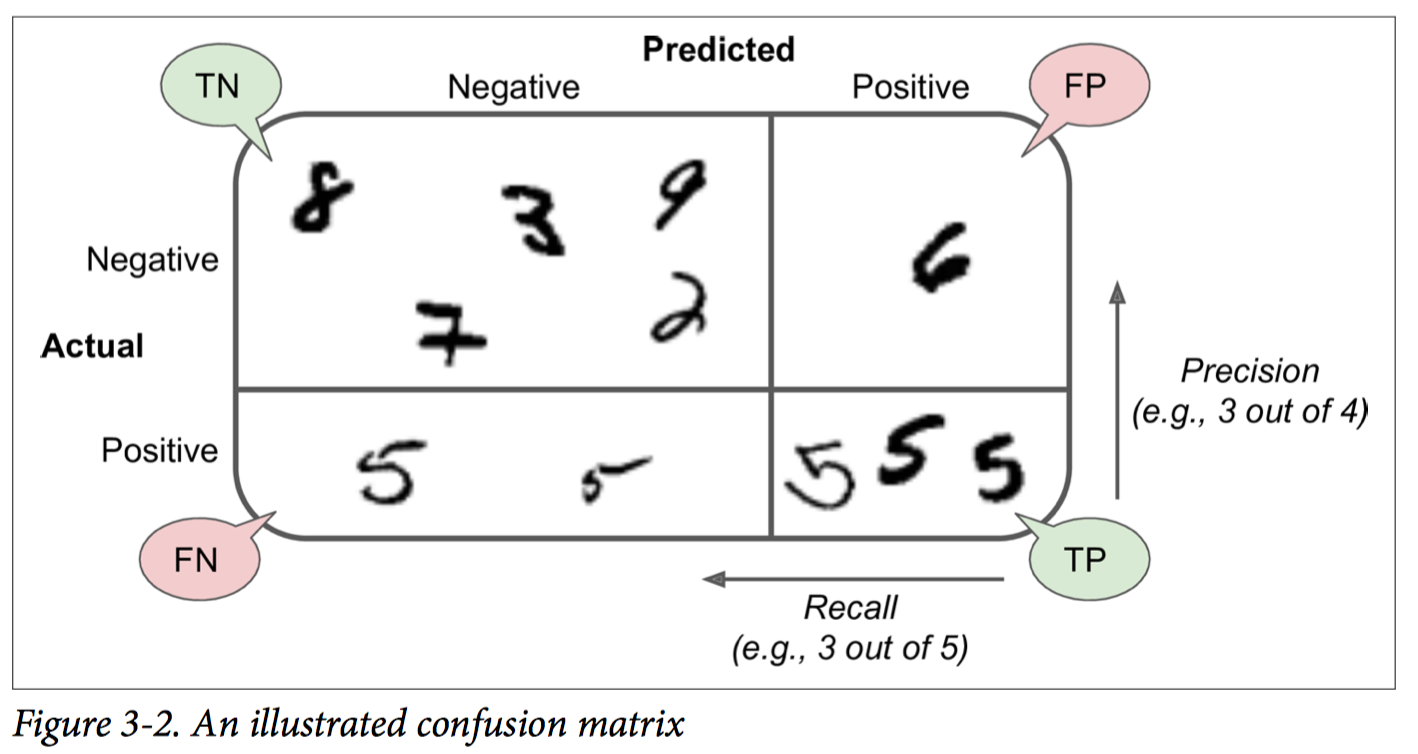 Predicted
TN
Negative
Positive
FP
8
3
9
Negative
6
7
2
Actual
Precision
(e.g., 3 out of 4)
Positive
5
5
5
5
5
FN
TP
Recall
(e.g., 3 out of 5)
Figure 3-2. An illustrated confusion matrix